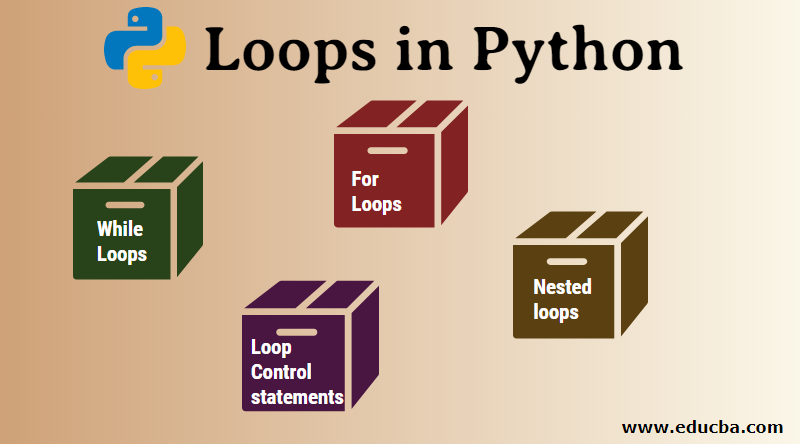 Loops in Python
For
Loops
While
Loops
Nested
loops
Loop
Control
statements
www.educba.com